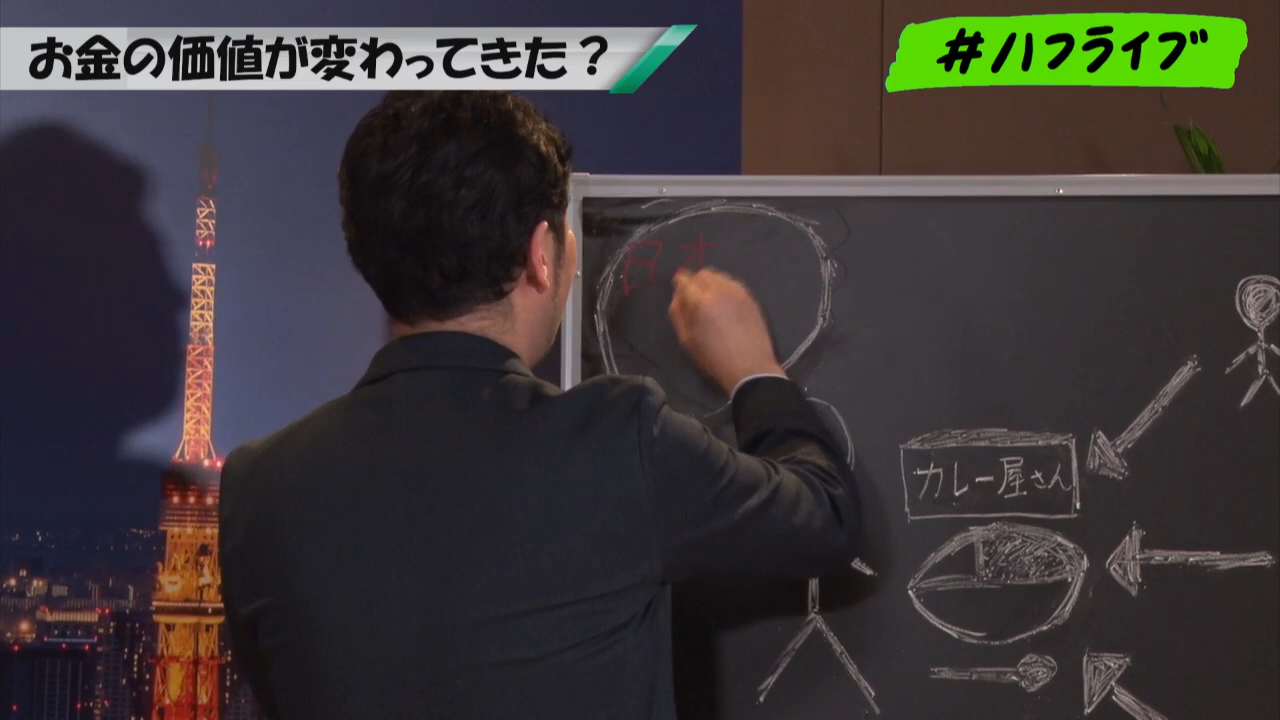 お金の価値が変わってきた？
#ハフライブ
日
カレー屋さん